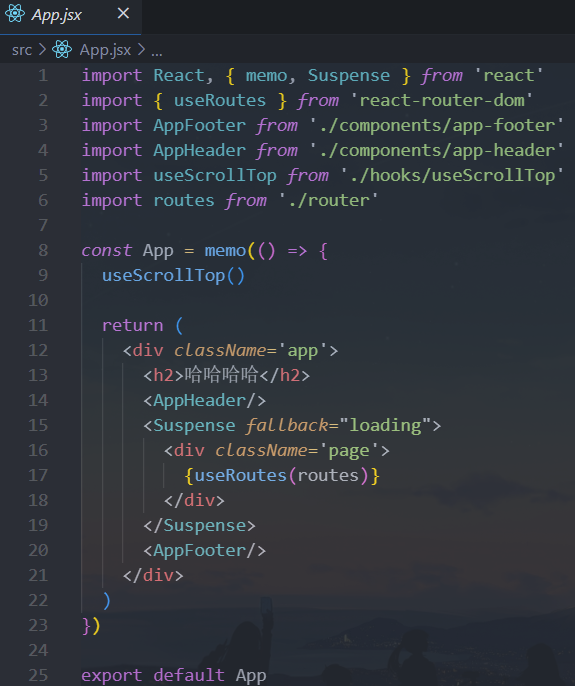 App.jsx ×
src > App.jsx > ...
1 import React, { memo, Suspense } from 'react'
2 import { useRoutes } from 'react-router-dom'
3 import AppFooter from './components/app-footer'
4 import AppHeader from './components/app-header'
5 import useScrollTop from './hooks/useScrollTop'
6 import routes from './router'
7
8 const App = memo(() => {
9   useScrollTop()
10
11   return (
12     <div className='app'>
13       <h2>哈哈哈哈</h2>
14       <AppHeader/>
15       <Suspense fallback="loading">
16         <div className='page'>
17           {useRoutes(routes)}
18         </div>
19       </Suspense>
20       <AppFooter/>
21     </div>
22   )
23 })
24
25 export default App